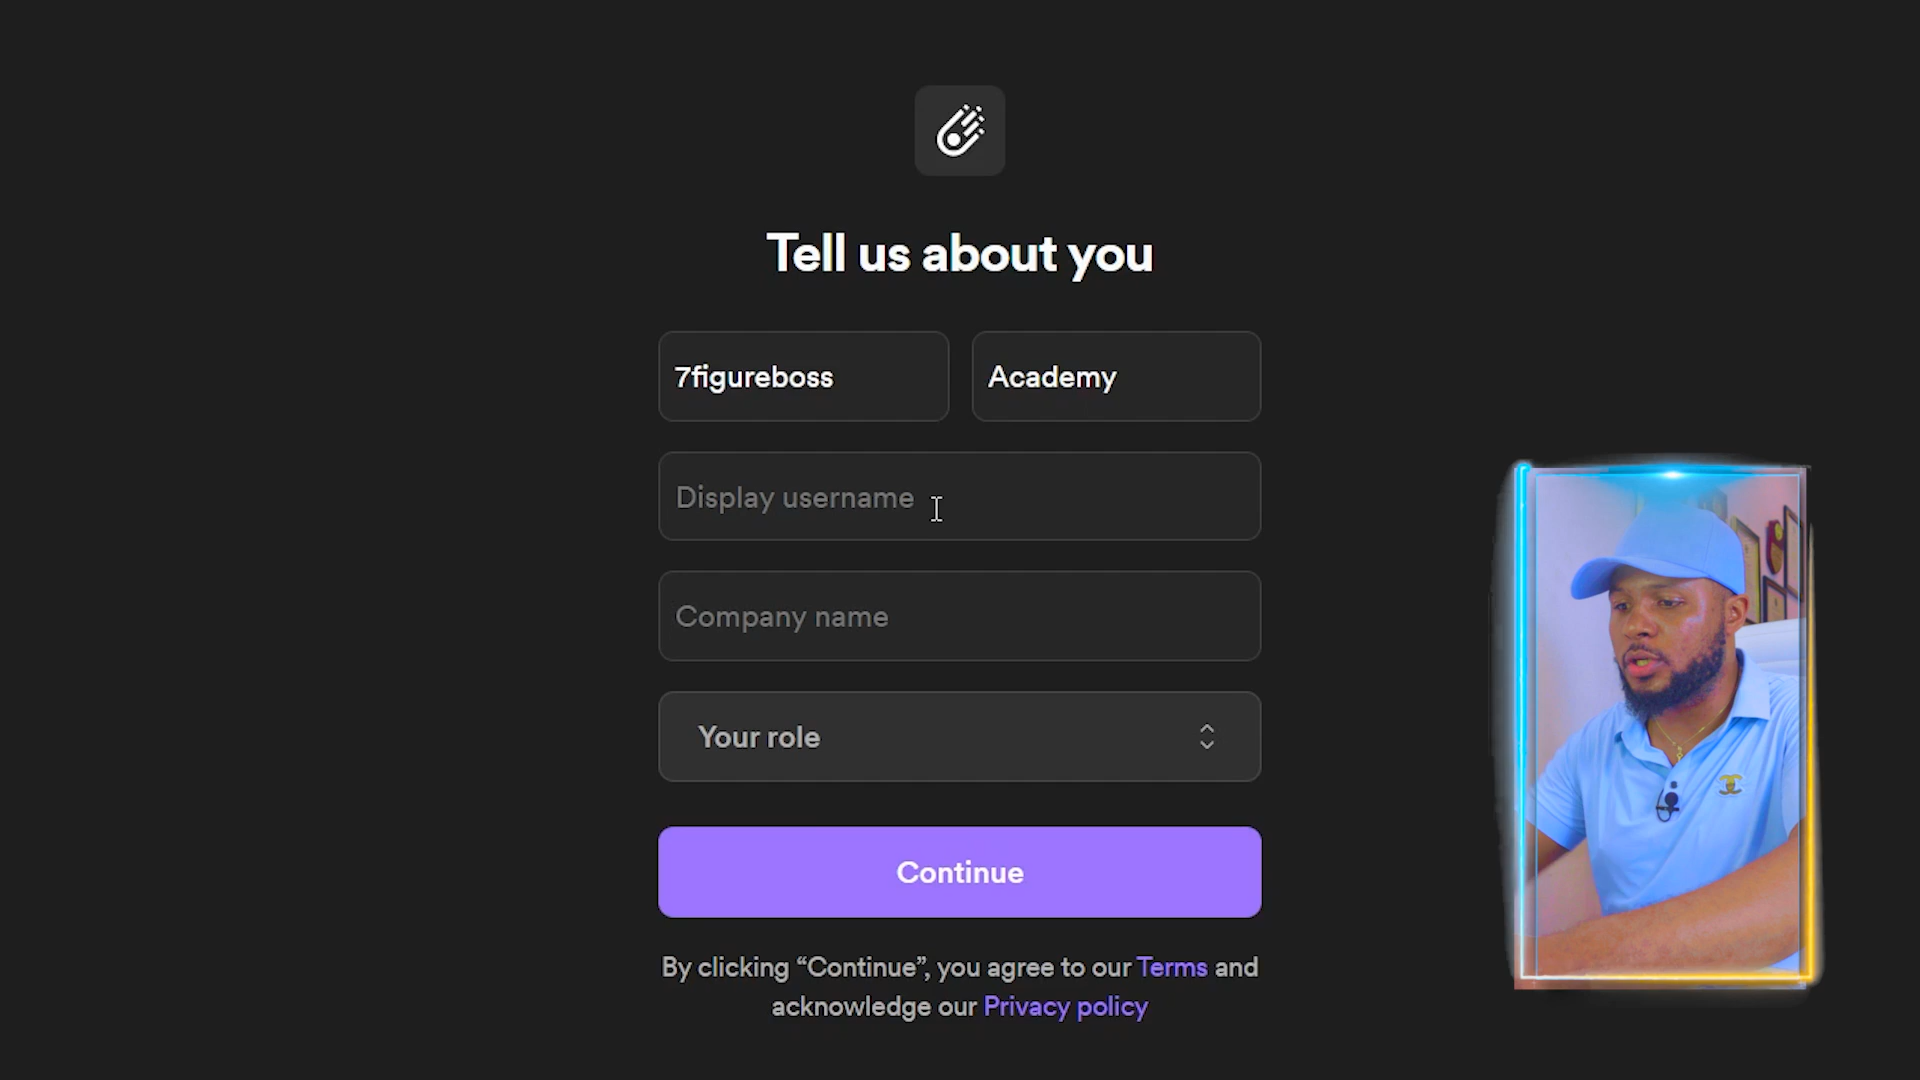 Tell us about you
7figureboss
Academy
Display username
Company name
Your role
Continue
By clicking “Continue”, you agree to our Terms and
acknowledge our Privacy policy